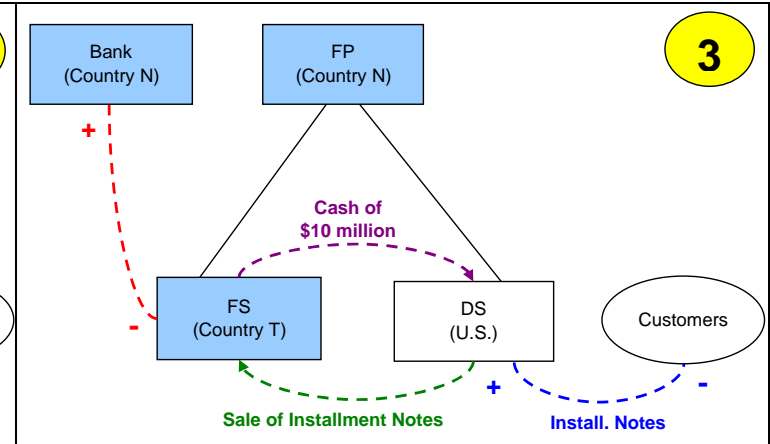 Bank
(Country N)
FP
(Country N)
3
+
Cash of
$10 million
FS
(Country T)
DS
(U.S.)
Customers
-
+
-
Sale of Installment Notes
Install. Notes